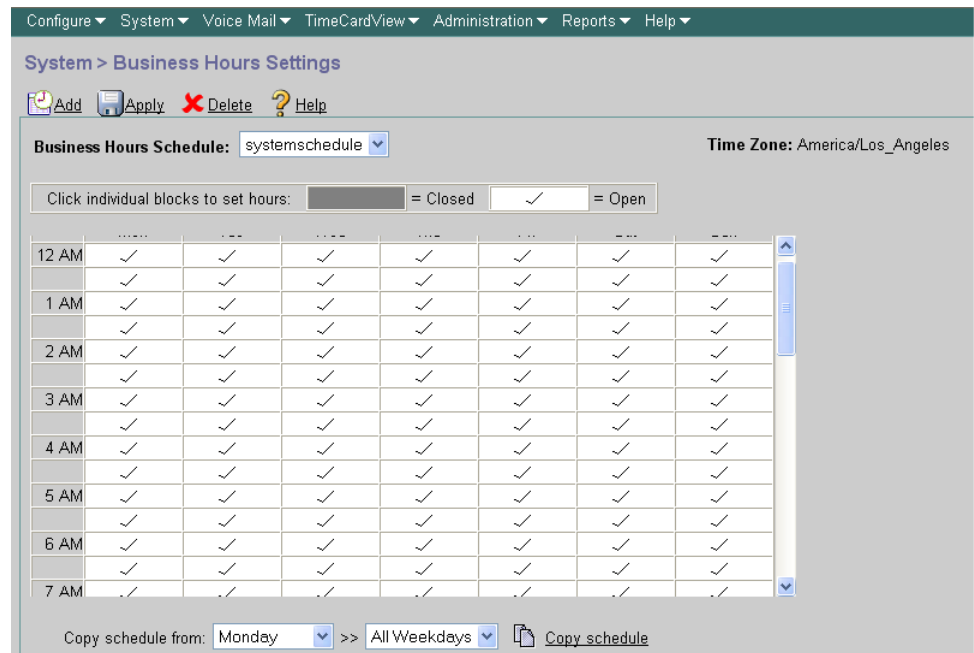 Configure System Voice Mail TimeCardView Administration Reports Help
System > Business Hours Settings
Add Apply Delete Help
Business Hours Schedule: systemschedule Time Zone: America/Los_Angeles
Click individual blocks to set hours: = Closed = Open
12 AM
1 AM
2 AM
3 AM
4 AM
5 AM
6 AM
7 AM
Copy schedule from: Monday >> All Weekdays Copy schedule